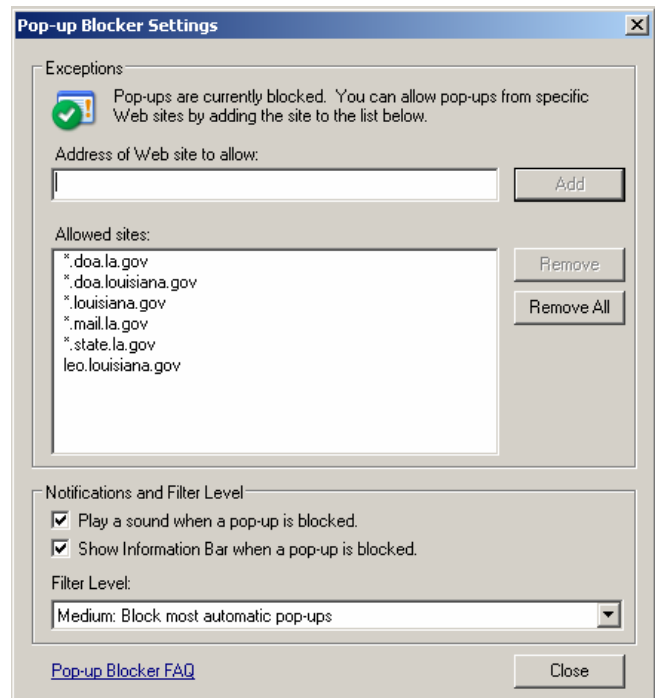 Pop-up Blocker Settings
Exceptions
Pop-ups are currently blocked. You can allow pop-ups from specific
Web sites by adding the site to the list below.
Address of Web site to allow:
Add
Allowed sites:
*.doa.la.gov
*.doa.louisiana.gov
*.louisiana.gov
*.mail.la.gov
*.state.la.gov
leo.louisiana.gov
Remove
Remove All
Notifications and Filter Level
Play a sound when a pop-up is blocked.
Show Information Bar when a pop-up is blocked.
Filter Level:
Medium: Block most automatic pop-ups
Pop-up Blocker FAQ
Close